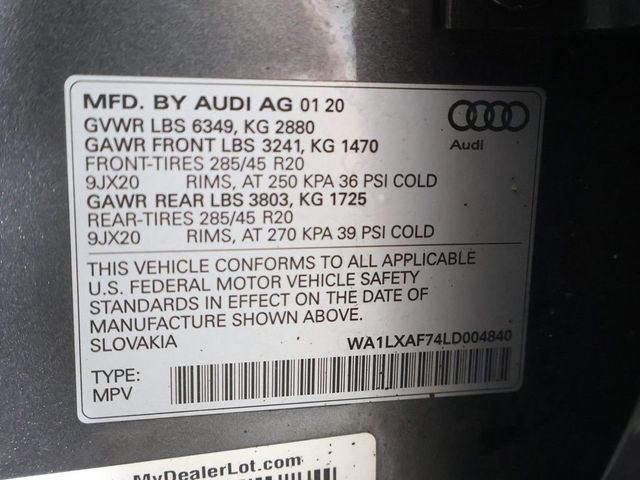 MFD. BY AUDI AG 01 20
GVWR LBS 6349, KG 2880
GAWR FRONT LBS 3241, KG 1470
FRONT-TIRES 285/45 R20
9JX20 RIMS, AT 250 KPA 36 PSI COLD
GAWR REAR LBS 3803, KG 1725
REAR-TIRES 285/45 R20
9JX20 RIMS, AT 270 KPA 39 PSI COLD
Audi
THIS VEHICLE CONFORMS TO ALL APPLICABLE
U.S. FEDERAL MOTOR VEHICLE SAFETY
STANDARDS IN EFFECT ON THE DATE OF
MANUFACTURE SHOWN ABOVE.
SLOVAKIA WA1LXAF74LD004840
TYPE:
MPV
MyDealerLot.com